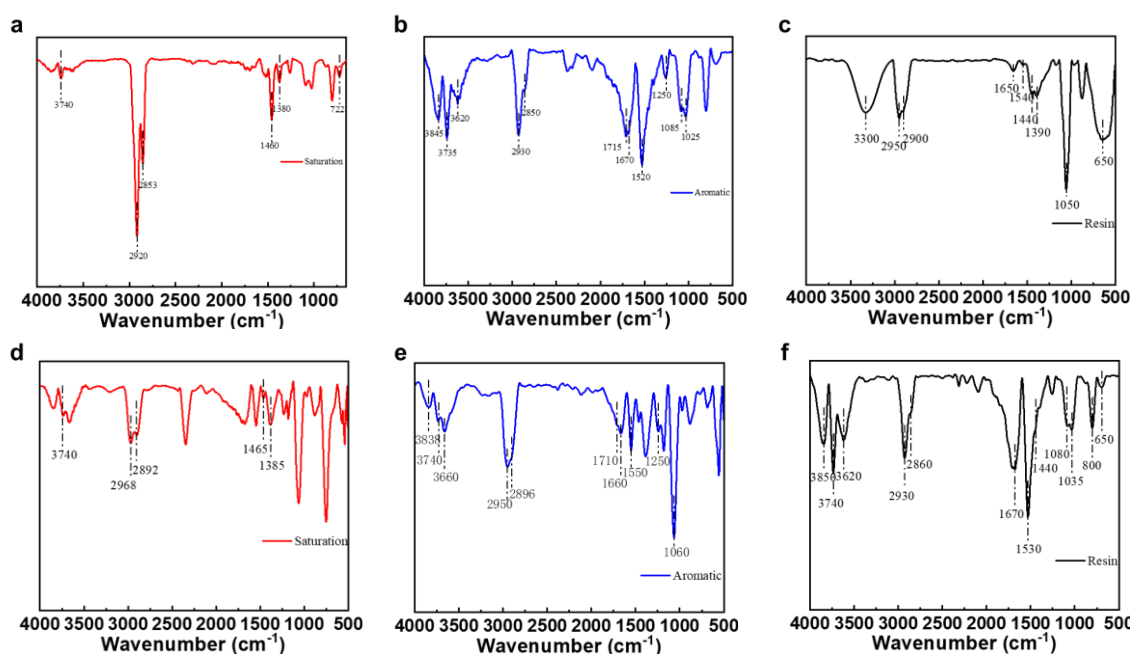 a
3740
2920
2853
1460
1380
722
Saturation
4000 3500 3000 2500 2000 1500 1000
Wavenumber (cm⁻¹)
b
3845
3735
3620
2930
2850
1715
1670
1520
1250
1085
1025
Aromatic
4000 3500 3000 2500 2000 1500 1000 500
Wavenumber (cm⁻¹)
c
3300
2950
2900
1650
1540
1440
1390
1050
650
Resin
4000 3500 3000 2500 2000 1500 1000 500
Wavenumber (cm⁻¹)
d
3740
2968
2892
1465
1385
Saturation
4000 3500 3000 2500 2000 1500 1000 500
Wavenumber (cm⁻¹)
e
3838
3740
3660
2950
2896
1710
1660
1550
1250
1060
Aromatic
4000 3500 3000 2500 2000 1500 1000 500
Wavenumber (cm⁻¹)
f
3850
3740
3620
2930
2860
1670
1530
1440
1080
1035
800
650
Resin
4000 3500 3000 2500 2000 1500 1000 500
Wavenumber (cm⁻¹)